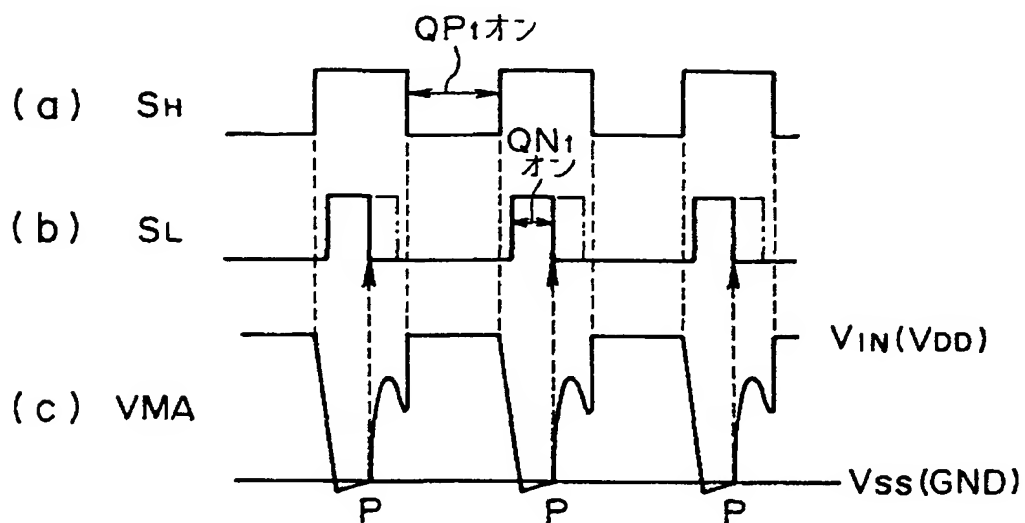 QP1オン
(a) SH
QN1
オン
(b) SL
VIN(VDD)
(c) VMA
VSS(GND)
P P P